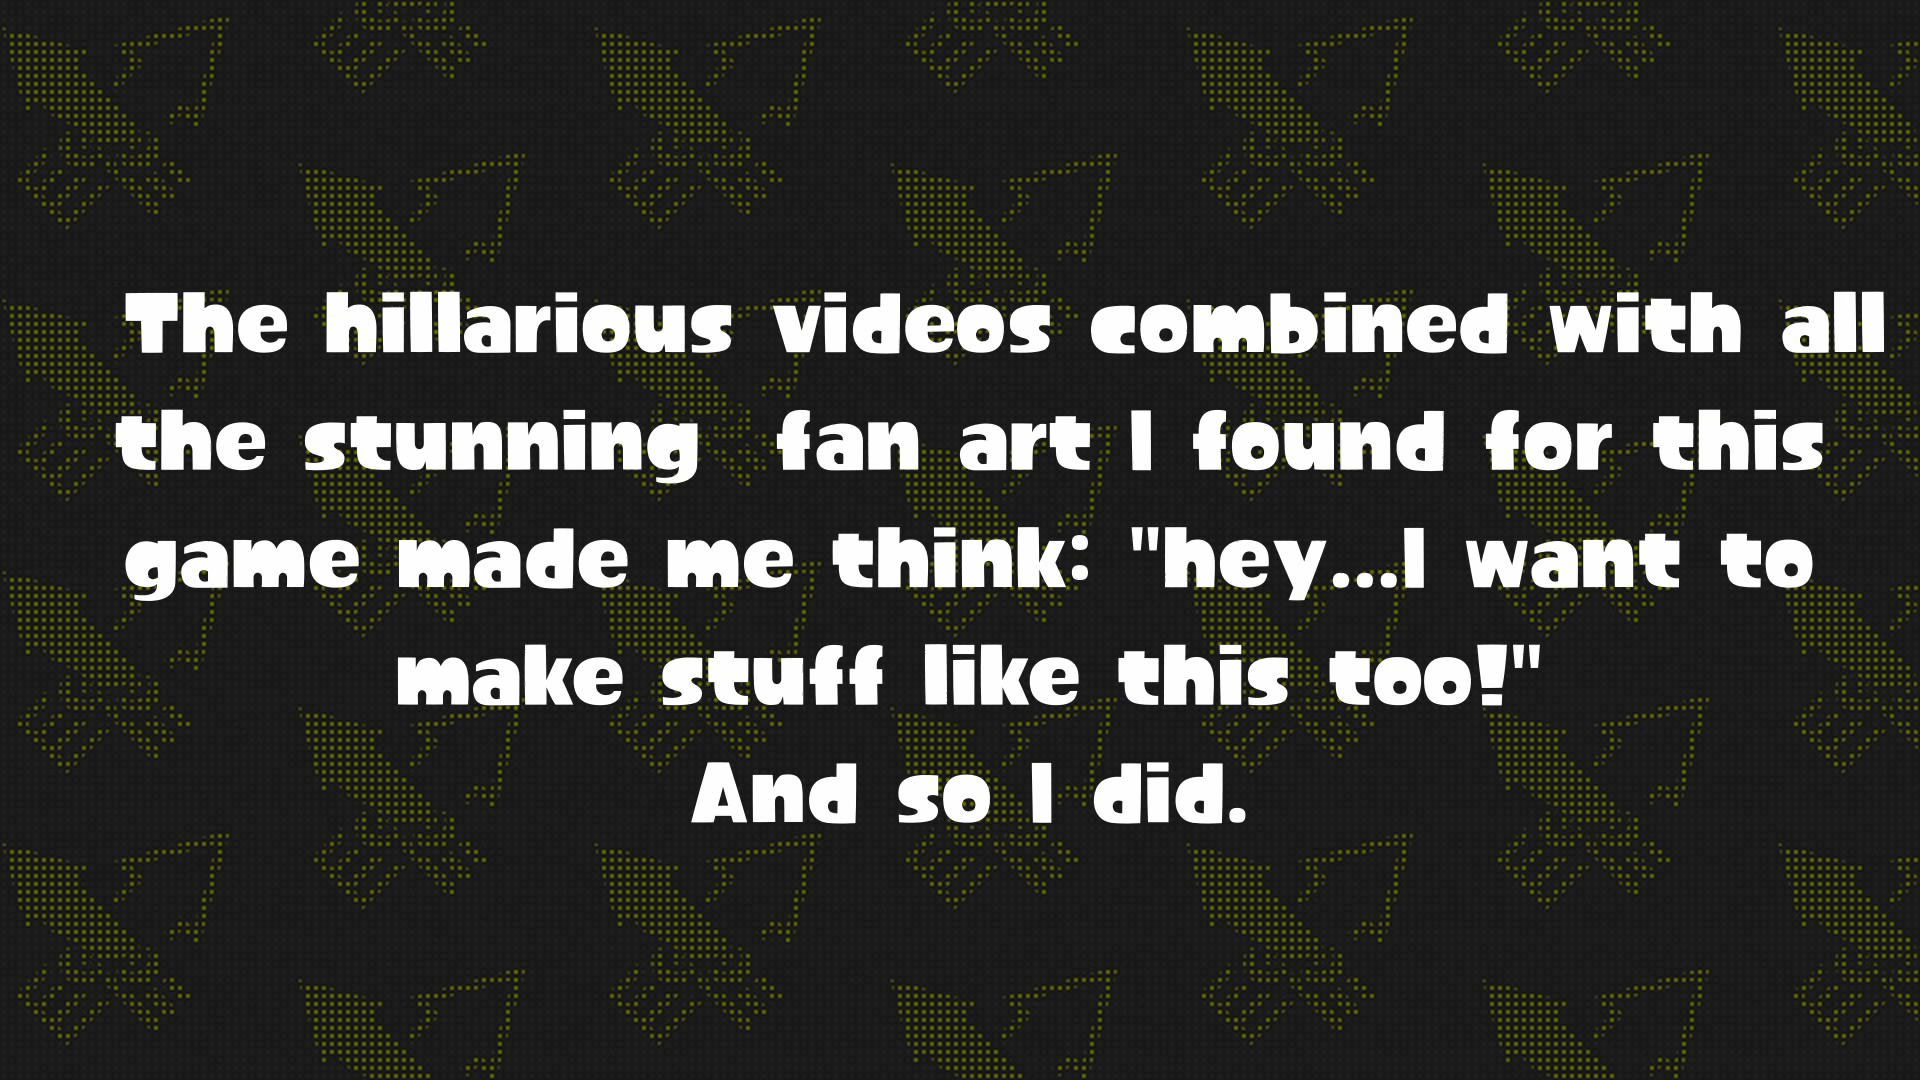 The hillarious videos combined with all
the stunning  fan art I found for this
game made me think: "hey...I want to
make stuff like this too!"
And so I did.